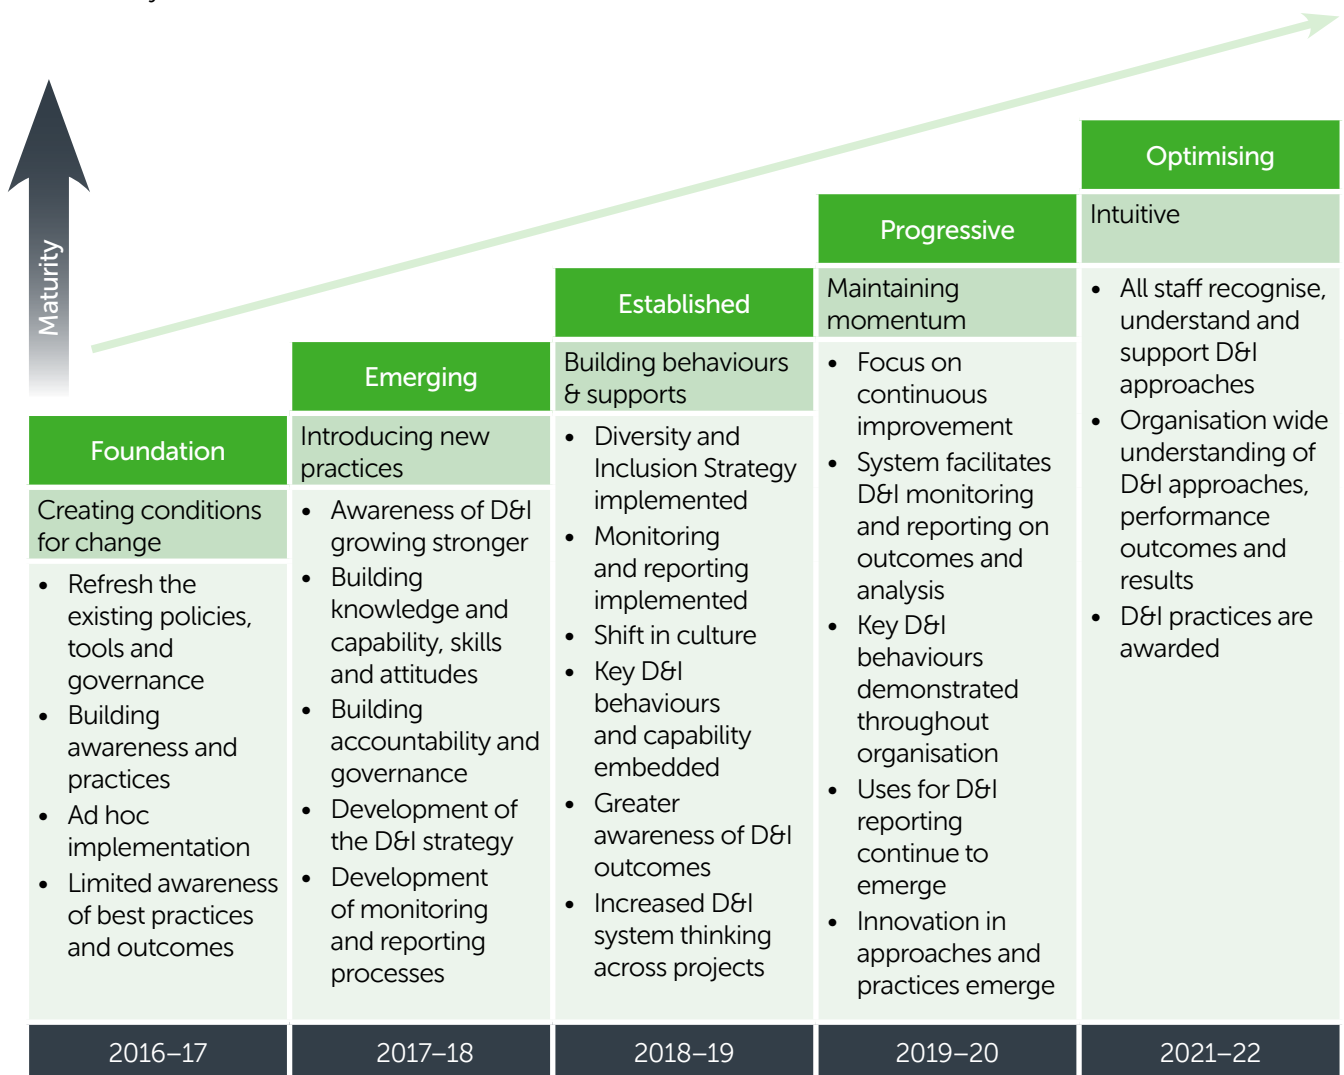 Maturity
Foundation
Creating conditions
for change
• Refresh the
existing policies,
tools and
governance
• Building
awareness and
practices
• Ad hoc
implementation
• Limited awareness
of best practices
and outcomes
2016–17
Emerging
Introducing new
practices
• Awareness of D&I
growing stronger
• Building
knowledge and
capability, skills
and attitudes
• Building
accountability and
governance
• Development of
the D&I strategy
• Development
of monitoring
and reporting
processes
2017–18
Established
Building behaviours
& supports
• Diversity and
Inclusion Strategy
implemented
• Monitoring
and reporting
implemented
• Shift in culture
• Key D&I
behaviours
and capability
embedded
• Greater
awareness of D&I
outcomes
• Increased D&I
system thinking
across projects
2018–19
Progressive
Maintaining
momentum
• Focus on
continuous
improvement
• System facilitates
D&I monitoring
and reporting on
outcomes and
analysis
• Key D&I
behaviours
demonstrated
throughout
organisation
• Uses for D&I
reporting
continue to
emerge
• Innovation in
approaches and
practices emerge
2019–20
Optimising
Intuitive
• All staff recognise,
understand and
support D&I
approaches
• Organisation wide
understanding of
D&I approaches,
performance
outcomes and
results
• D&I practices are
awarded
2021–22